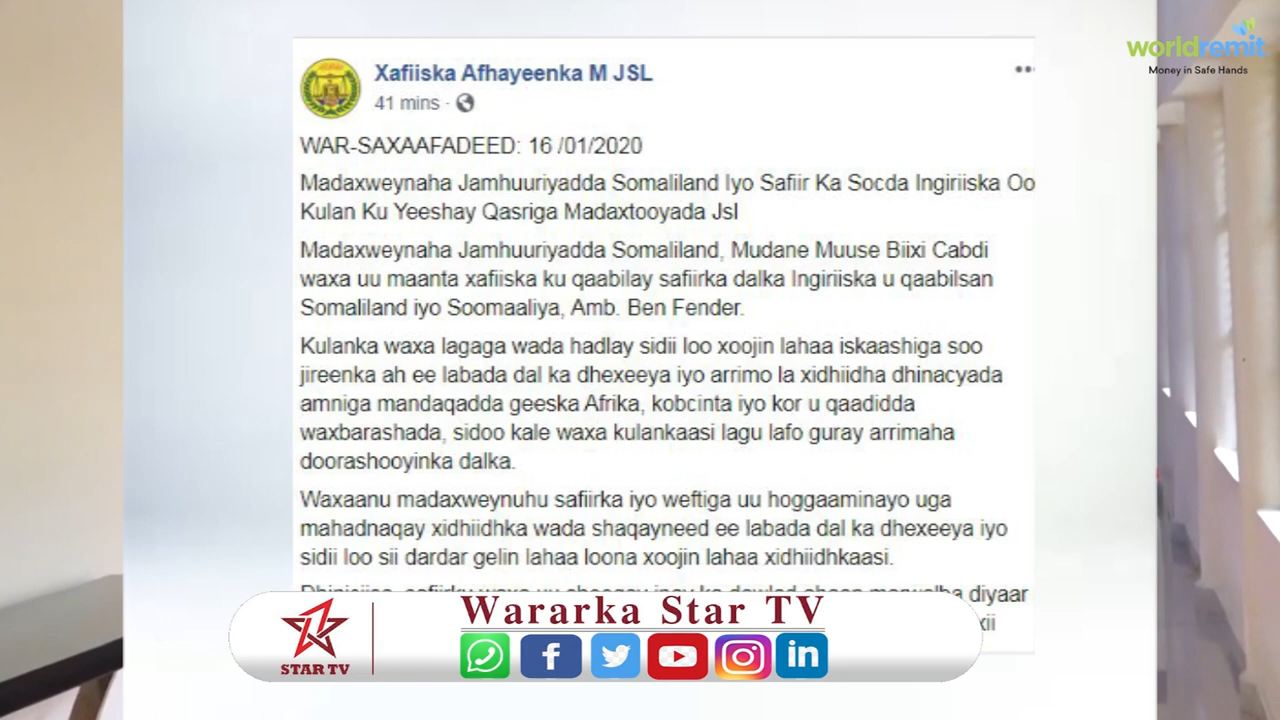 worldremit
Money in Safe Hands
Xafiiska Afhayeenka M JSL
41 mins ·
WAR-SAXAAFADEED: 16 /01/2020
Madaxweynaha Jamhuuriyadda Somaliland Iyo Safiir Ka Socda Ingiriiska Oo
Kulan Ku Yeeshay Qasriga Madaxtooyada Jsl
Madaxweynaha Jamhuuriyadda Somaliland, Mudane Muuse Biixi Cabdi
waxa uu maanta xafiiska ku qaabilay safiirka dalka Ingiriiska u qaabilsan
Somaliland iyo Soomaaliya, Amb. Ben Fender.
Kulanka waxa lagaga wada hadlay sidii loo xoojin lahaa iskaashiga soo
jireenka ah ee labada dal ka dhexeeya iyo arrimo la xidhiidha dhinacyada
amniga mandaqadda geeska Afrika, kobcinta iyo kor u qaadidda
waxbarashada, sidoo kale waxa kulankaasi lagu lafo guray arrimaha
doorashooyinka dalka.
Waxaanu madaxweynuhu safiirka iyo weftiga uu hoggaaminayo uga
mahadnaqay xidhiidhka wada shaqayneed ee labada dal ka dhexeeya iyo
sidii loo sii dardar gelin lahaa loona xoojin lahaa xidhiidhkaasi.
diyaar
Wararka Star TV
STAR TV